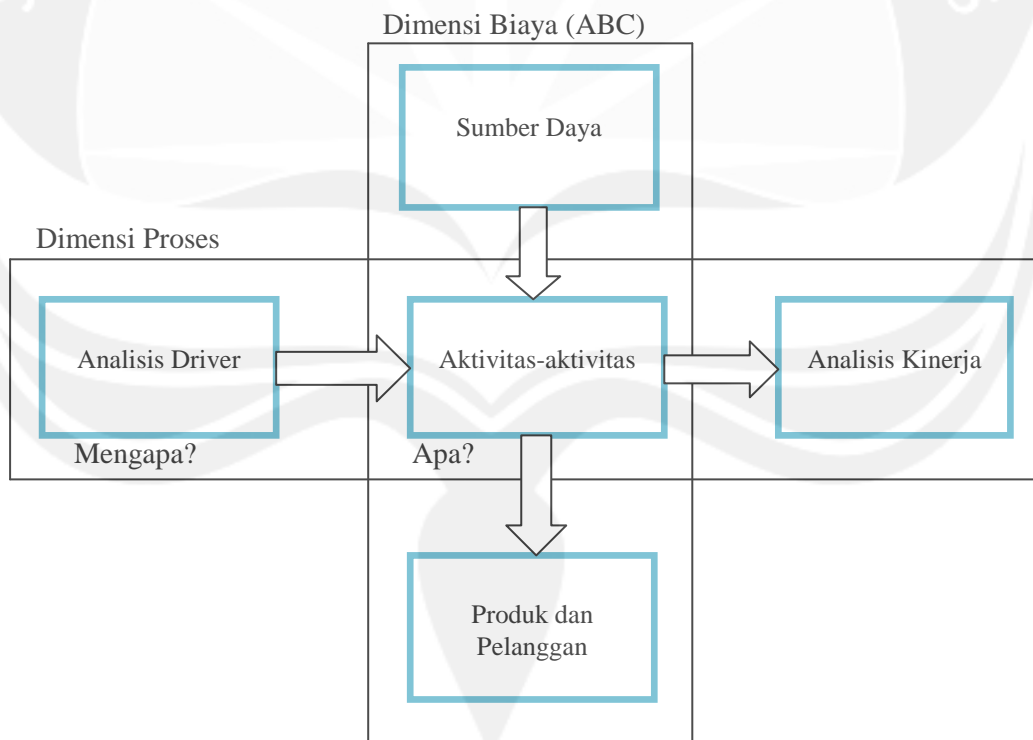 Dimensi Biaya (ABC)
Sumber Daya
Dimensi Proses
Analisis Driver
Aktivitas-aktivitas
Analisis Kinerja
Mengapa?
Apa?
Produk dan
Pelanggan